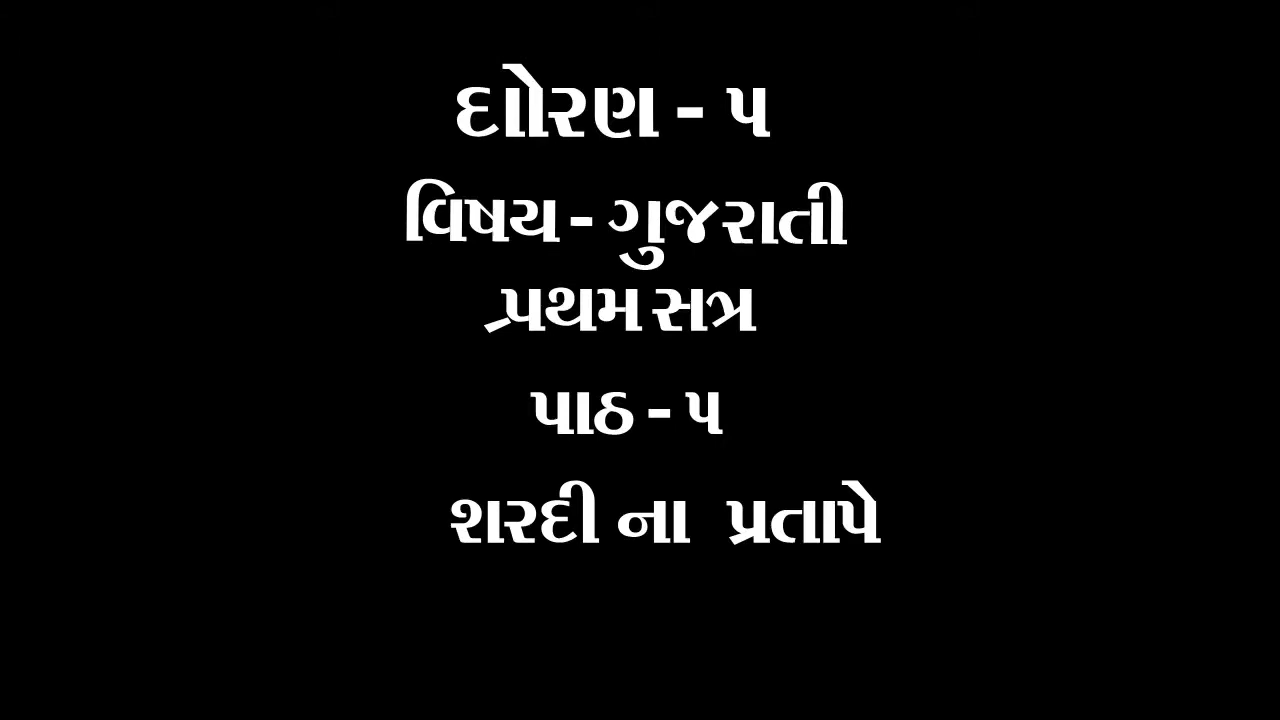 ધોરણ - ૫
વિષય - ગુજરાતી
પ્રથમ સત્ર
પાઠ - ૫
શરદી ના પ્રતાપે